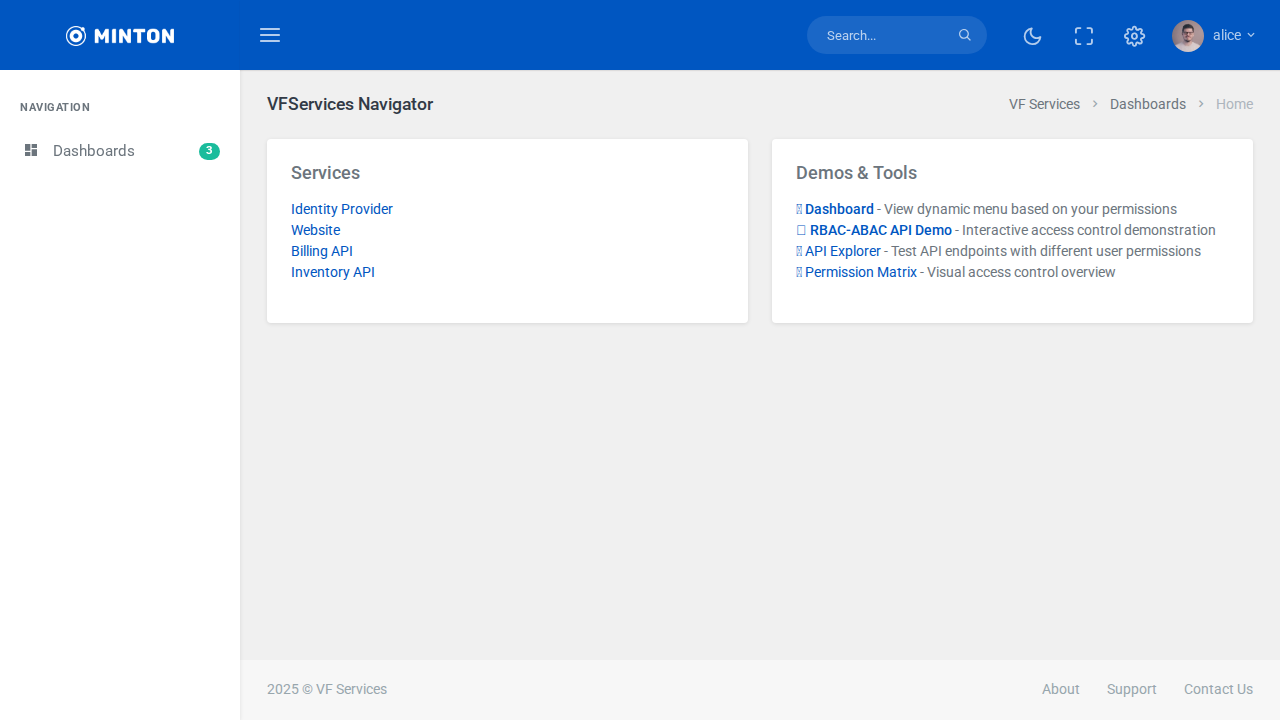 MINTON
Search...
alice
NAVIGATION
Dashboards
3
VFServices Navigator
VF Services
Dashboards
Home
Services
Identity Provider
Website
Billing API
Inventory API
Demos & Tools
Dashboard - View dynamic menu based on your permissions
RBAC-ABAC API Demo - Interactive access control demonstration
API Explorer - Test API endpoints with different user permissions
Permission Matrix - Visual access control overview
2025 © VF Services
About
Support
Contact Us